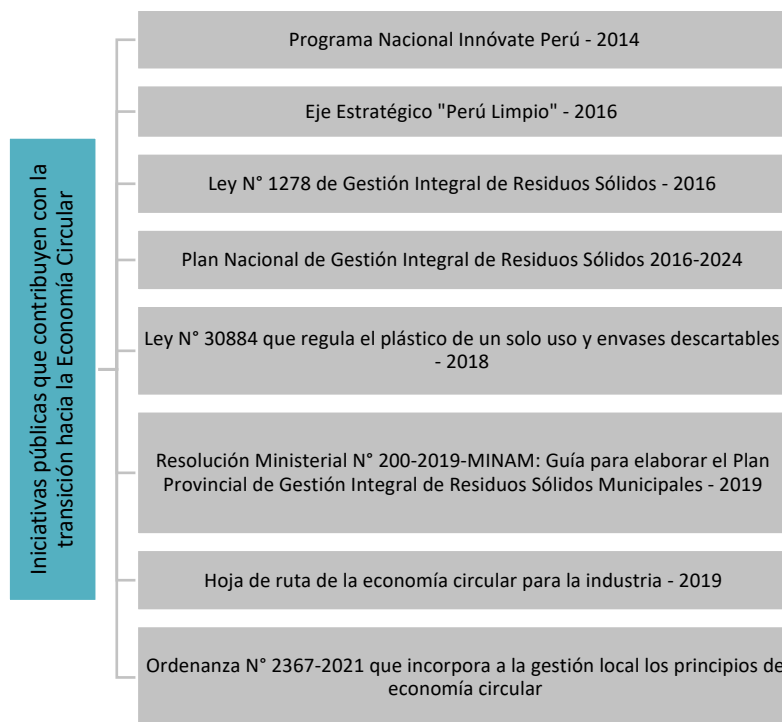 Iniciativas públicas que contribuyen con la
transición hacia la Economía Circular
Programa Nacional Innóvate Perú - 2014
Eje Estratégico "Perú Limpio" - 2016
Ley N° 1278 de Gestión Integral de Residuos Sólidos - 2016
Plan Nacional de Gestión Integral de Residuos Sólidos 2016-2024
Ley N° 30884 que regula el plástico de un solo uso y envases descartables
- 2018
Resolución Ministerial N° 200-2019-MINAM: Guía para elaborar el Plan
Provincial de Gestión Integral de Residuos Sólidos Municipales - 2019
Hoja de ruta de la economía circular para la industria - 2019
Ordenanza N° 2367-2021 que incorpora a la gestión local los principios de
economía circular